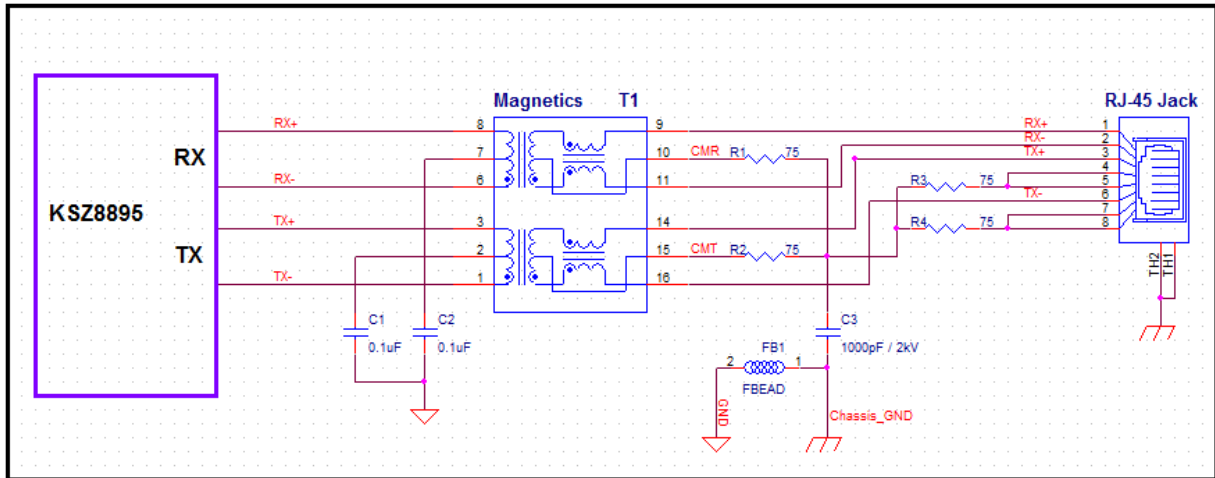 Magnetics T1
RJ-45 Jack
KSZ8895
RX
TX
RX+
RX-
TX+
TX-
8
7
6
3
2
1
9
10
11
14
15
16
CMR
R1 75
CMT
R2 75
R3 75
R4 75
RX+
RX-
TX+
TX-
1
2
3
4
5
6
7
8
TH2
TH1
C1
0.1uF
C2
0.1uF
C3
1000pF / 2kV
FB1
2
1
FBEAD
GND
Chassis_GND